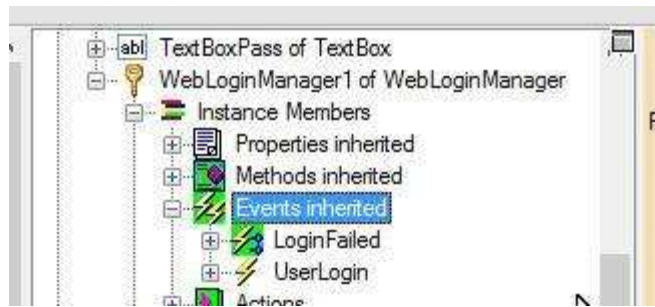 abl TextBoxPass of TextBox
WebLoginManager1 of WebLoginManager
Instance Members
Properties inherited
Methods inherited
Events inherited
LoginFailed
UserLogin
Actions